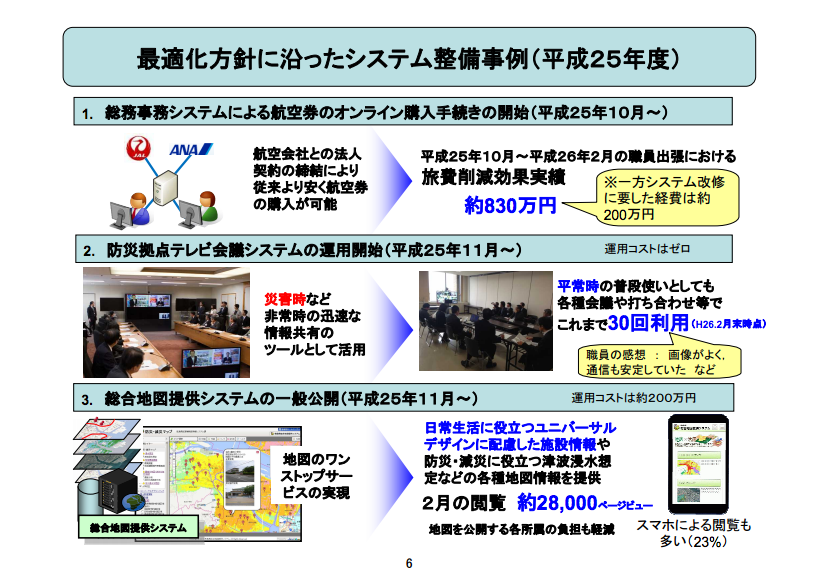 最適化方針に沿ったシステム整備事例（平成２５年度）
1. 総務事務システムによる航空券のオンライン購入手続きの開始（平成２５年１０月～）
JAL
ANA
航空会社との法人
契約の締結により
従来より安く航空券
の購入が可能
平成２５年１０月～平成２６年２月の職員出張における
旅費削減効果実績
約830万円
※一方システム改修
に要した経費は約
200万円
2. 防災拠点テレビ会議システムの運用開始（平成２５年１１月～）
運用コストはゼロ
災害時など
非常時の迅速な
情報共有の
ツールとして活用
平常時の普段使いとしても
各種会議や打ち合わせ等で
これまで30回利用（H26.2月末時点）
職員の感想 ： 画像がよく、
通信も安定していた など
3. 総合地図提供システムの一般公開（平成２５年１１月～）
運用コストは約２００万円
総合地図提供システム
地図のワン
ストップサー
ビスの実現
日常生活に役立つユニバーサル
デザインに配慮した施設情報や
防災・減災に役立つ津波浸水想
定などの各種地図情報を提供
２月の閲覧 約28,000ページビュー
地図を公開する各所属の負担も軽減
スマホによる閲覧も
多い（23％）
6